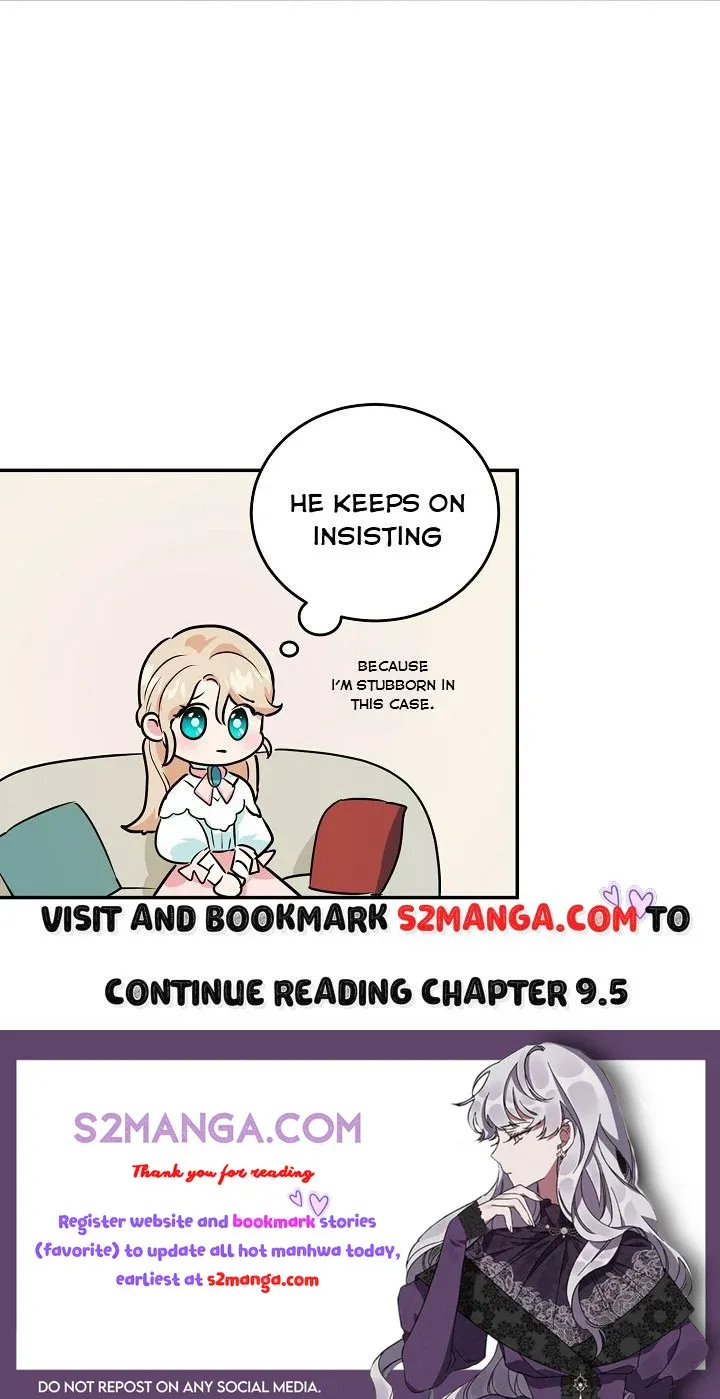 HE KEEPS ON
INSISTING
BECAUSE
I'M STUBBORN IN
THIS CASE.
VISIT AND BOOKMARK S2MANGA.COM TO
CONTINUE READING CHAPTER 9.5
S2MANGA.COM
Thank you for reading
Register website and bookmark stories
(favorite) to update all hot manhwa today,
earliest at s2manga.com
DO NOT REPOST ON ANY SOCIAL MEDIA.